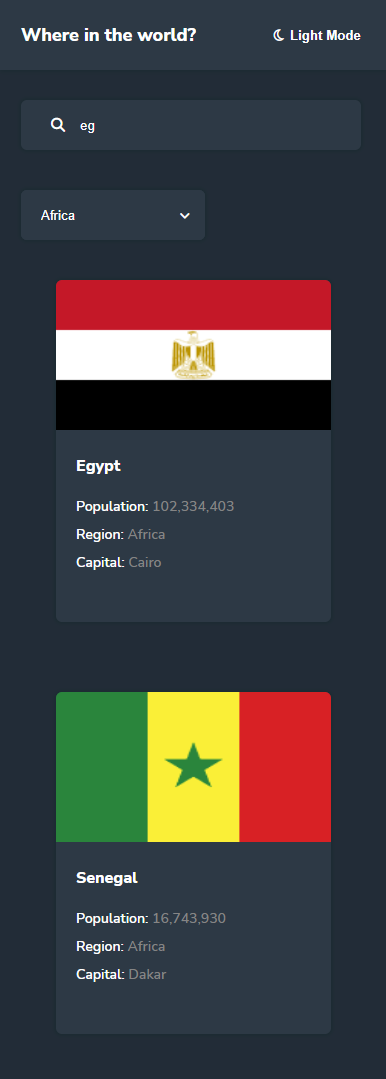 Where in the world?
Light Mode
eg
Africa
Egypt
Population: 102,334,403
Region: Africa
Capital: Cairo
Senegal
Population: 16,743,930
Region: Africa
Capital: Dakar